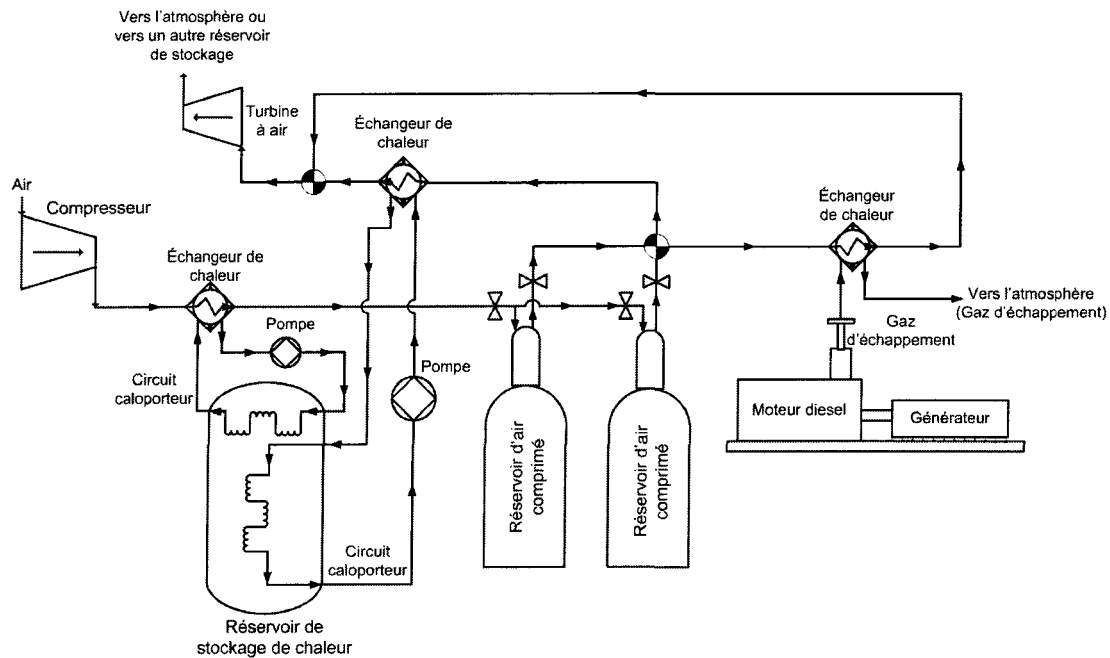 Vers l'atmosphère ou
vers un autre réservoir
de stockage
Turbine
à air
Échangeur de
chaleur
Air
Compresseur
Échangeur
de chaleur
Échangeur de
chaleur
Vers l'atmosphère
(Gaz d'échappement)
Gaz
d'échappement
Pompe
Pompe
Circuit
caloporteur
Moteur diesel
Générateur
Réservoir d'air
comprimé
Réservoir d'air
comprimé
Circuit
caloporteur
Réservoir de
stockage de chaleur